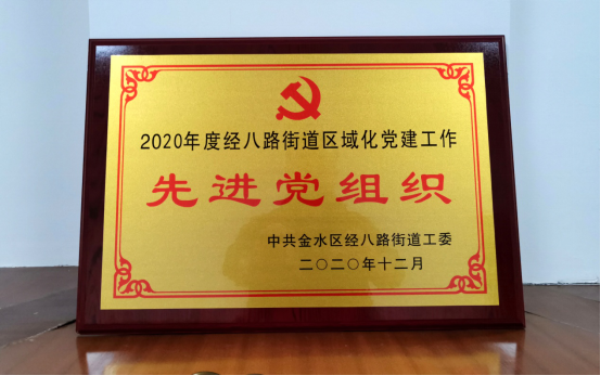 2020年度经八路街道区域化党建工作
先进党组织
中共金水区经八路街道工委
二〇二〇年十二月